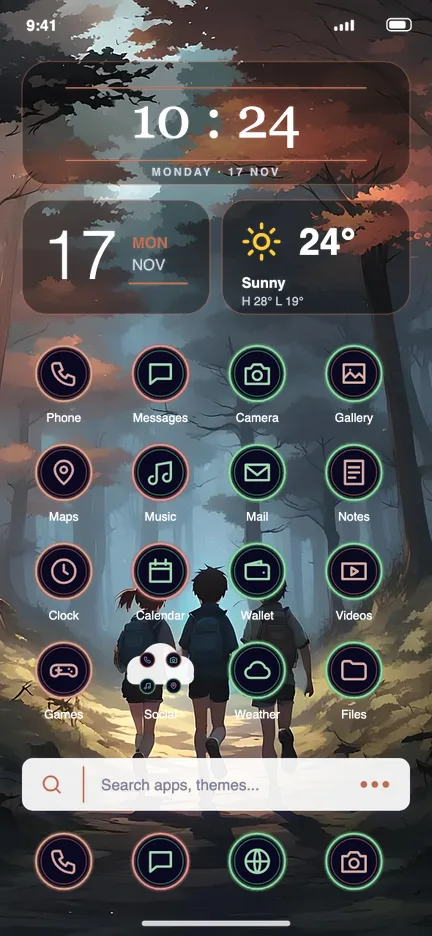 9:41
10 : 24
MONDAY · 17 NOV
17
MON
NOV
24°
Sunny
H 28° L 19°
Phone
Messages
Camera
Gallery
Maps
Music
Mail
Notes
Clock
Calendar
Wallet
Videos
Games
Social
Weather
Files
Search apps, themes...